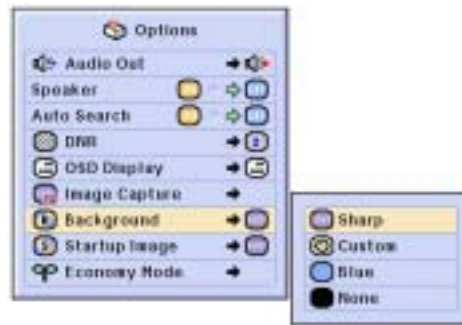 Options
Audio Out
Speaker
Auto Search
DNR
OSD Display
Image Capture
Background
Startup Image
Economy Mode
Sharp
Custom
Blue
None